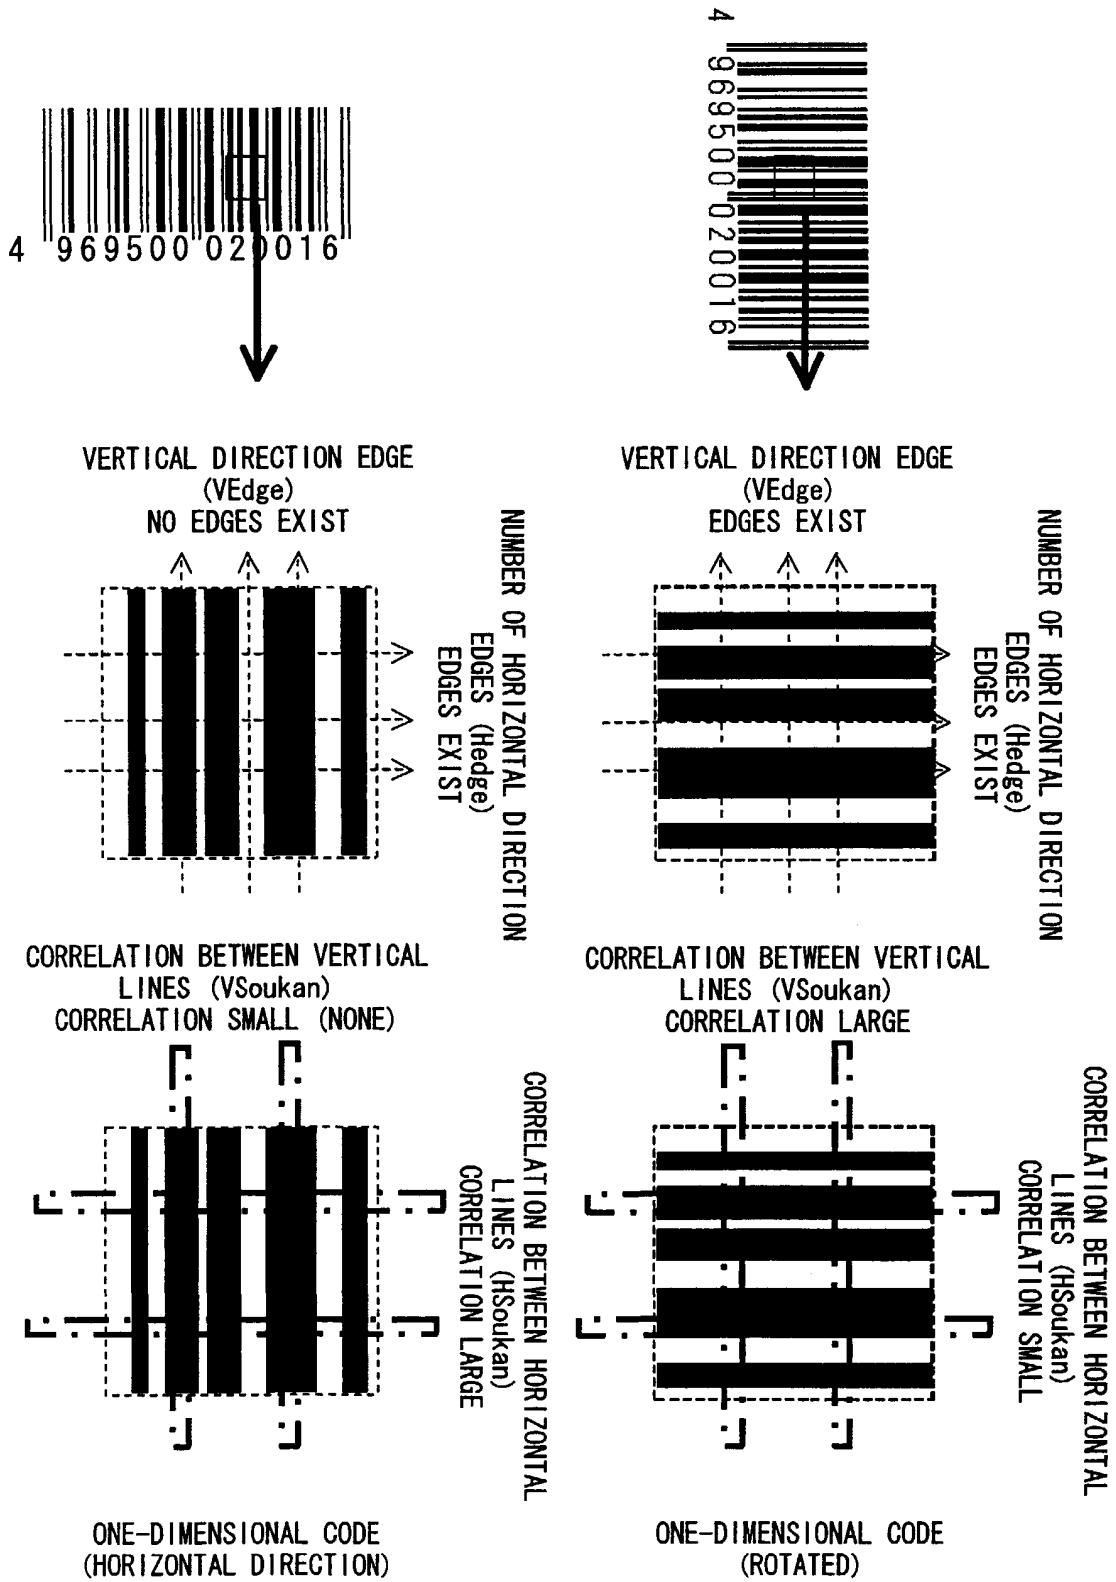 4 969500 020016
VERTICAL DIRECTION EDGE
(VEdge)
NO EDGES EXIST
NUMBER OF HORIZONTAL DIRECTION
EDGES (Hedge)
EDGES EXIST
CORRELATION BETWEEN VERTICAL
LINES (VSoukan)
CORRELATION SMALL (NONE)
CORRELATION BETWEEN HORIZONTAL
LINES (HSoukan)
CORRELATION LARGE
ONE-DIMENSIONAL CODE
(HORIZONTAL DIRECTION)
4 969500 020016
VERTICAL DIRECTION EDGE
(VEdge)
EDGES EXIST
NUMBER OF HORIZONTAL DIRECTION
EDGES (Hedge)
EDGES EXIST
CORRELATION BETWEEN VERTICAL
LINES (VSoukan)
CORRELATION LARGE
CORRELATION BETWEEN HORIZONTAL
LINES (HSoukan)
CORRELATION SMALL
ONE-DIMENSIONAL CODE
(ROTATED)